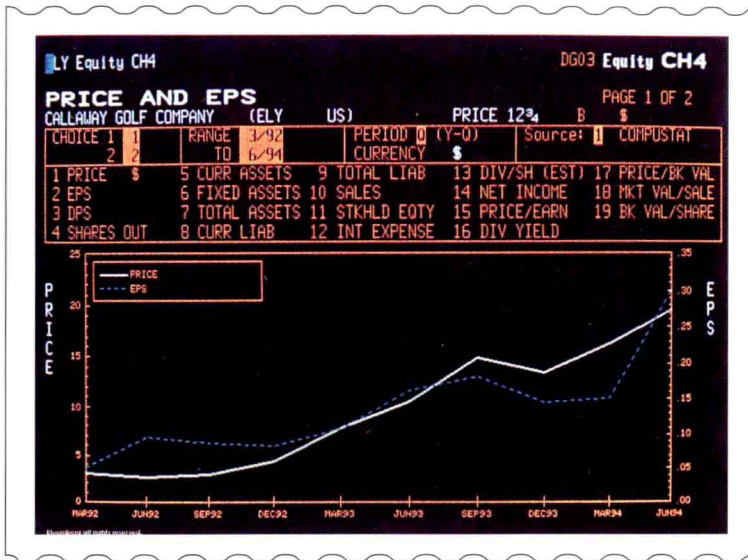 LY Equity CH4 DG03 Equity CH4
PRICE AND EPS PAGE 1 OF 2
CALLAWAY GOLF COMPANY (ELY US) PRICE 12¾ B $
CHOICE 1 1 RANGE 3/92 PERIOD Q (Y-Q) Source: 1 COMPUSTAT
2 2 TO 6/94 CURRENCY $
1 PRICE $ 5 CURR ASSETS 9 TOTAL LIAB 13 DIV/SH (EST) 17 PRICE/BK VAL
2 EPS 6 FIXED ASSETS 10 SALES 14 NET INCOME 18 MKT VAL/SALE
3 DPS 7 TOTAL ASSETS 11 STKHLD EQTY 15 PRICE/EARN 19 BK VAL/SHARE
4 SHARES OUT 8 CURR LIAB 12 INT EXPENSE 16 DIV YIELD
25 .35
PRICE
EPS
.30
20
.25
PRICE EPS
15 .20
.15
10
.10
5 .05
0 .00
MAR92 JUN92 SEP92 DEC92 MAR93 JUN93 SEP93 DEC93 MAR94 JUN94
Bloomberg all rights reserved.